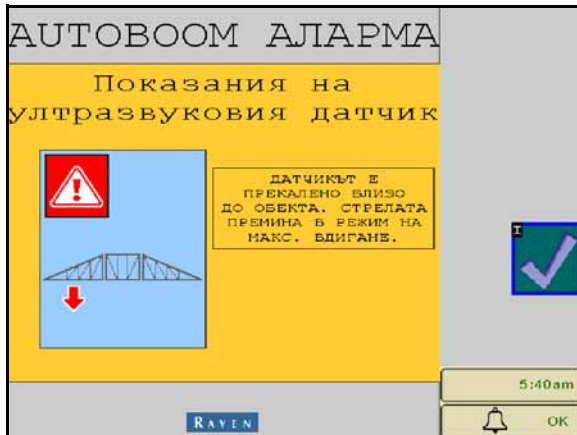 AUTOBOOM АЛАРМА
Показания на
ултразвуковия датчик
ДАТЧИКЪТ Е
ПРЕКАЛЕНО БЛИЗО
ДО ОБЕКТА. СТРЕЛАТА
ПРЕМИНА В РЕЖИМ НА
МАКС. ВДИГАНЕ.
I
5:40am
RAVEN
OK